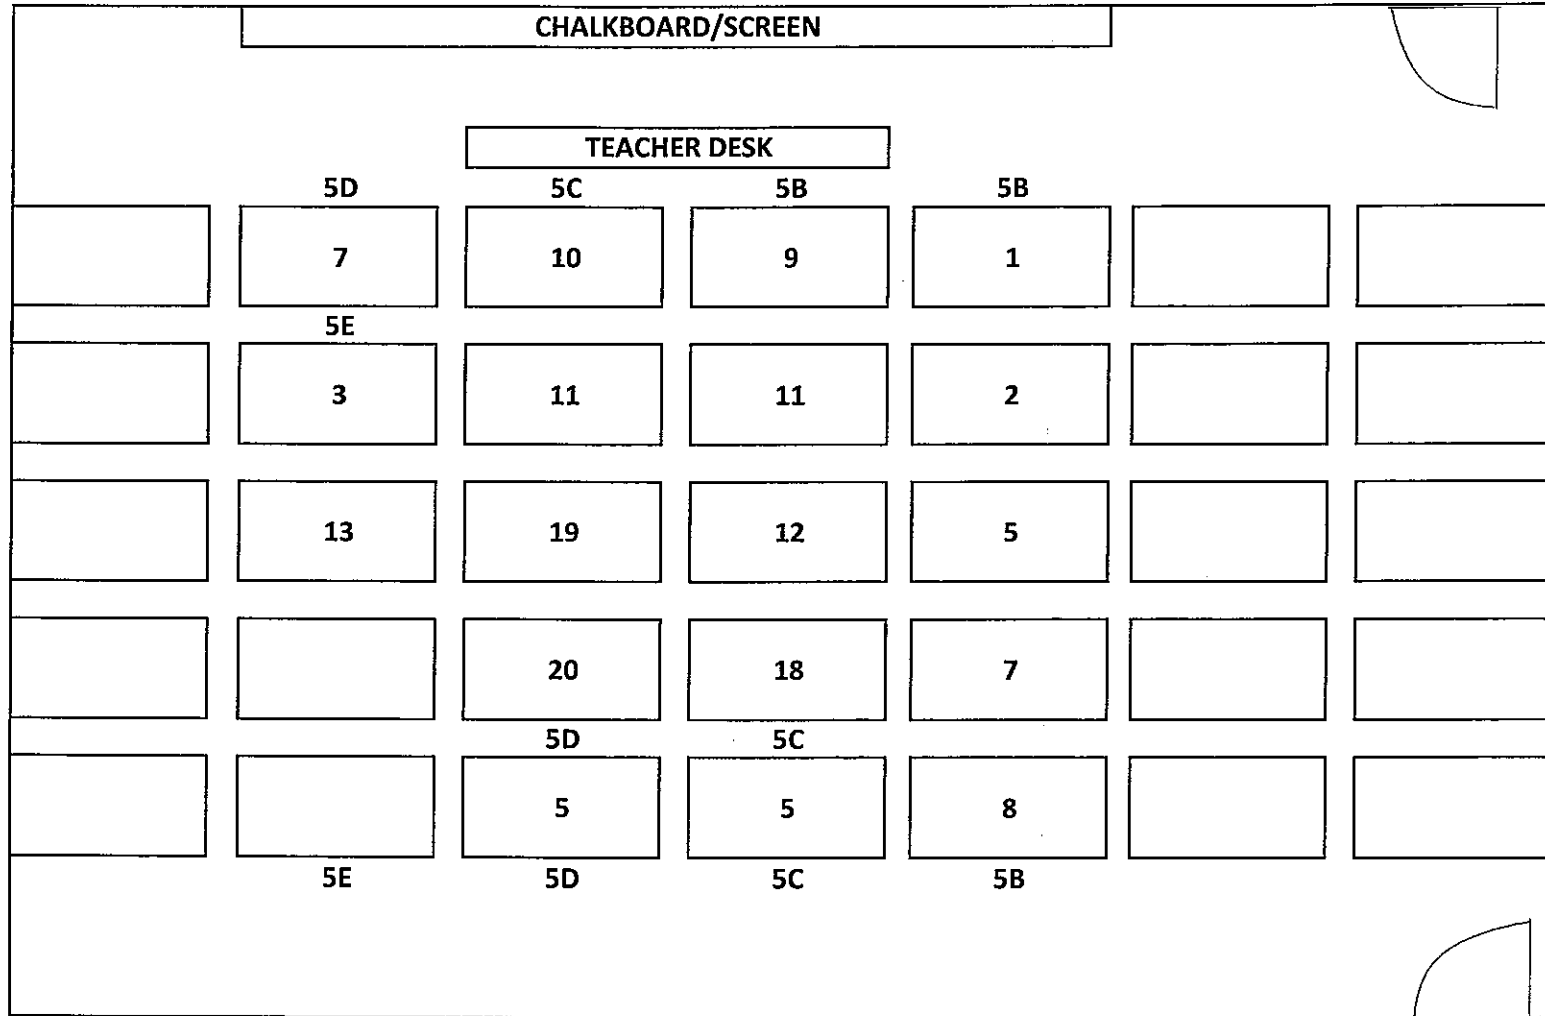 CHALKBOARD/SCREEN
TEACHER DESK
5D 5C 5B 5B
7 10 9 1
5E
3 11 11 2
13 19 12 5
20 18 7
5D 5C
5 5 8
5E 5D 5C 5B